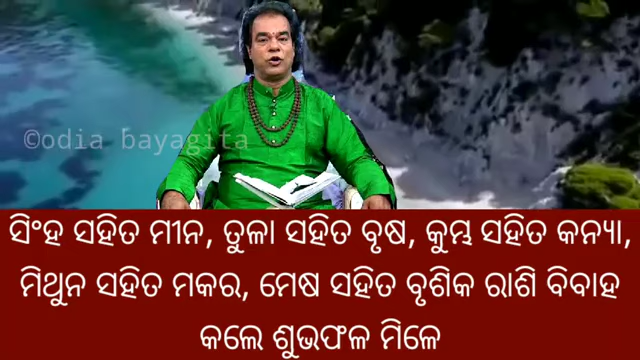 ©odia bayagita
ସିଂହ ସହିତ ମୀନ, ତୁଳା ସହିତ ବୃଷ, କୁମ୍ଭ ସହିତ କନ୍ୟା,
ମିଥୁନ ସହିତ ମକର, ମେଷ ସହିତ ବୃଶିକ ରାଶି ବିବାହ
କଲେ ଶୁଭଫଳ ମିଳେ